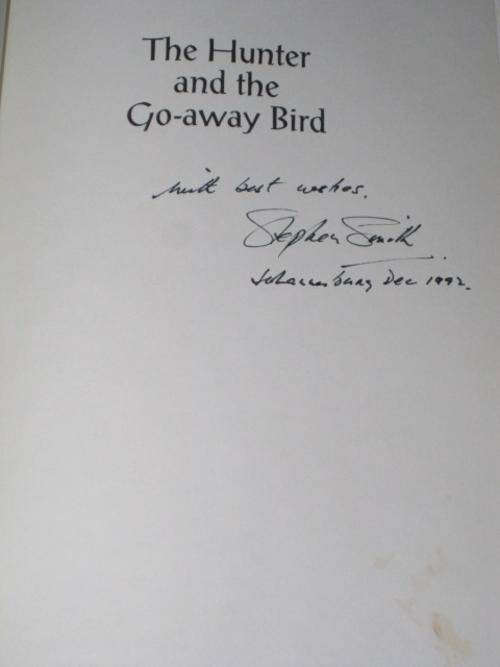 The Hunter
and the
Go-away Bird
With best wishes.
Stephen Smith
Johannesburg Dec 1992.